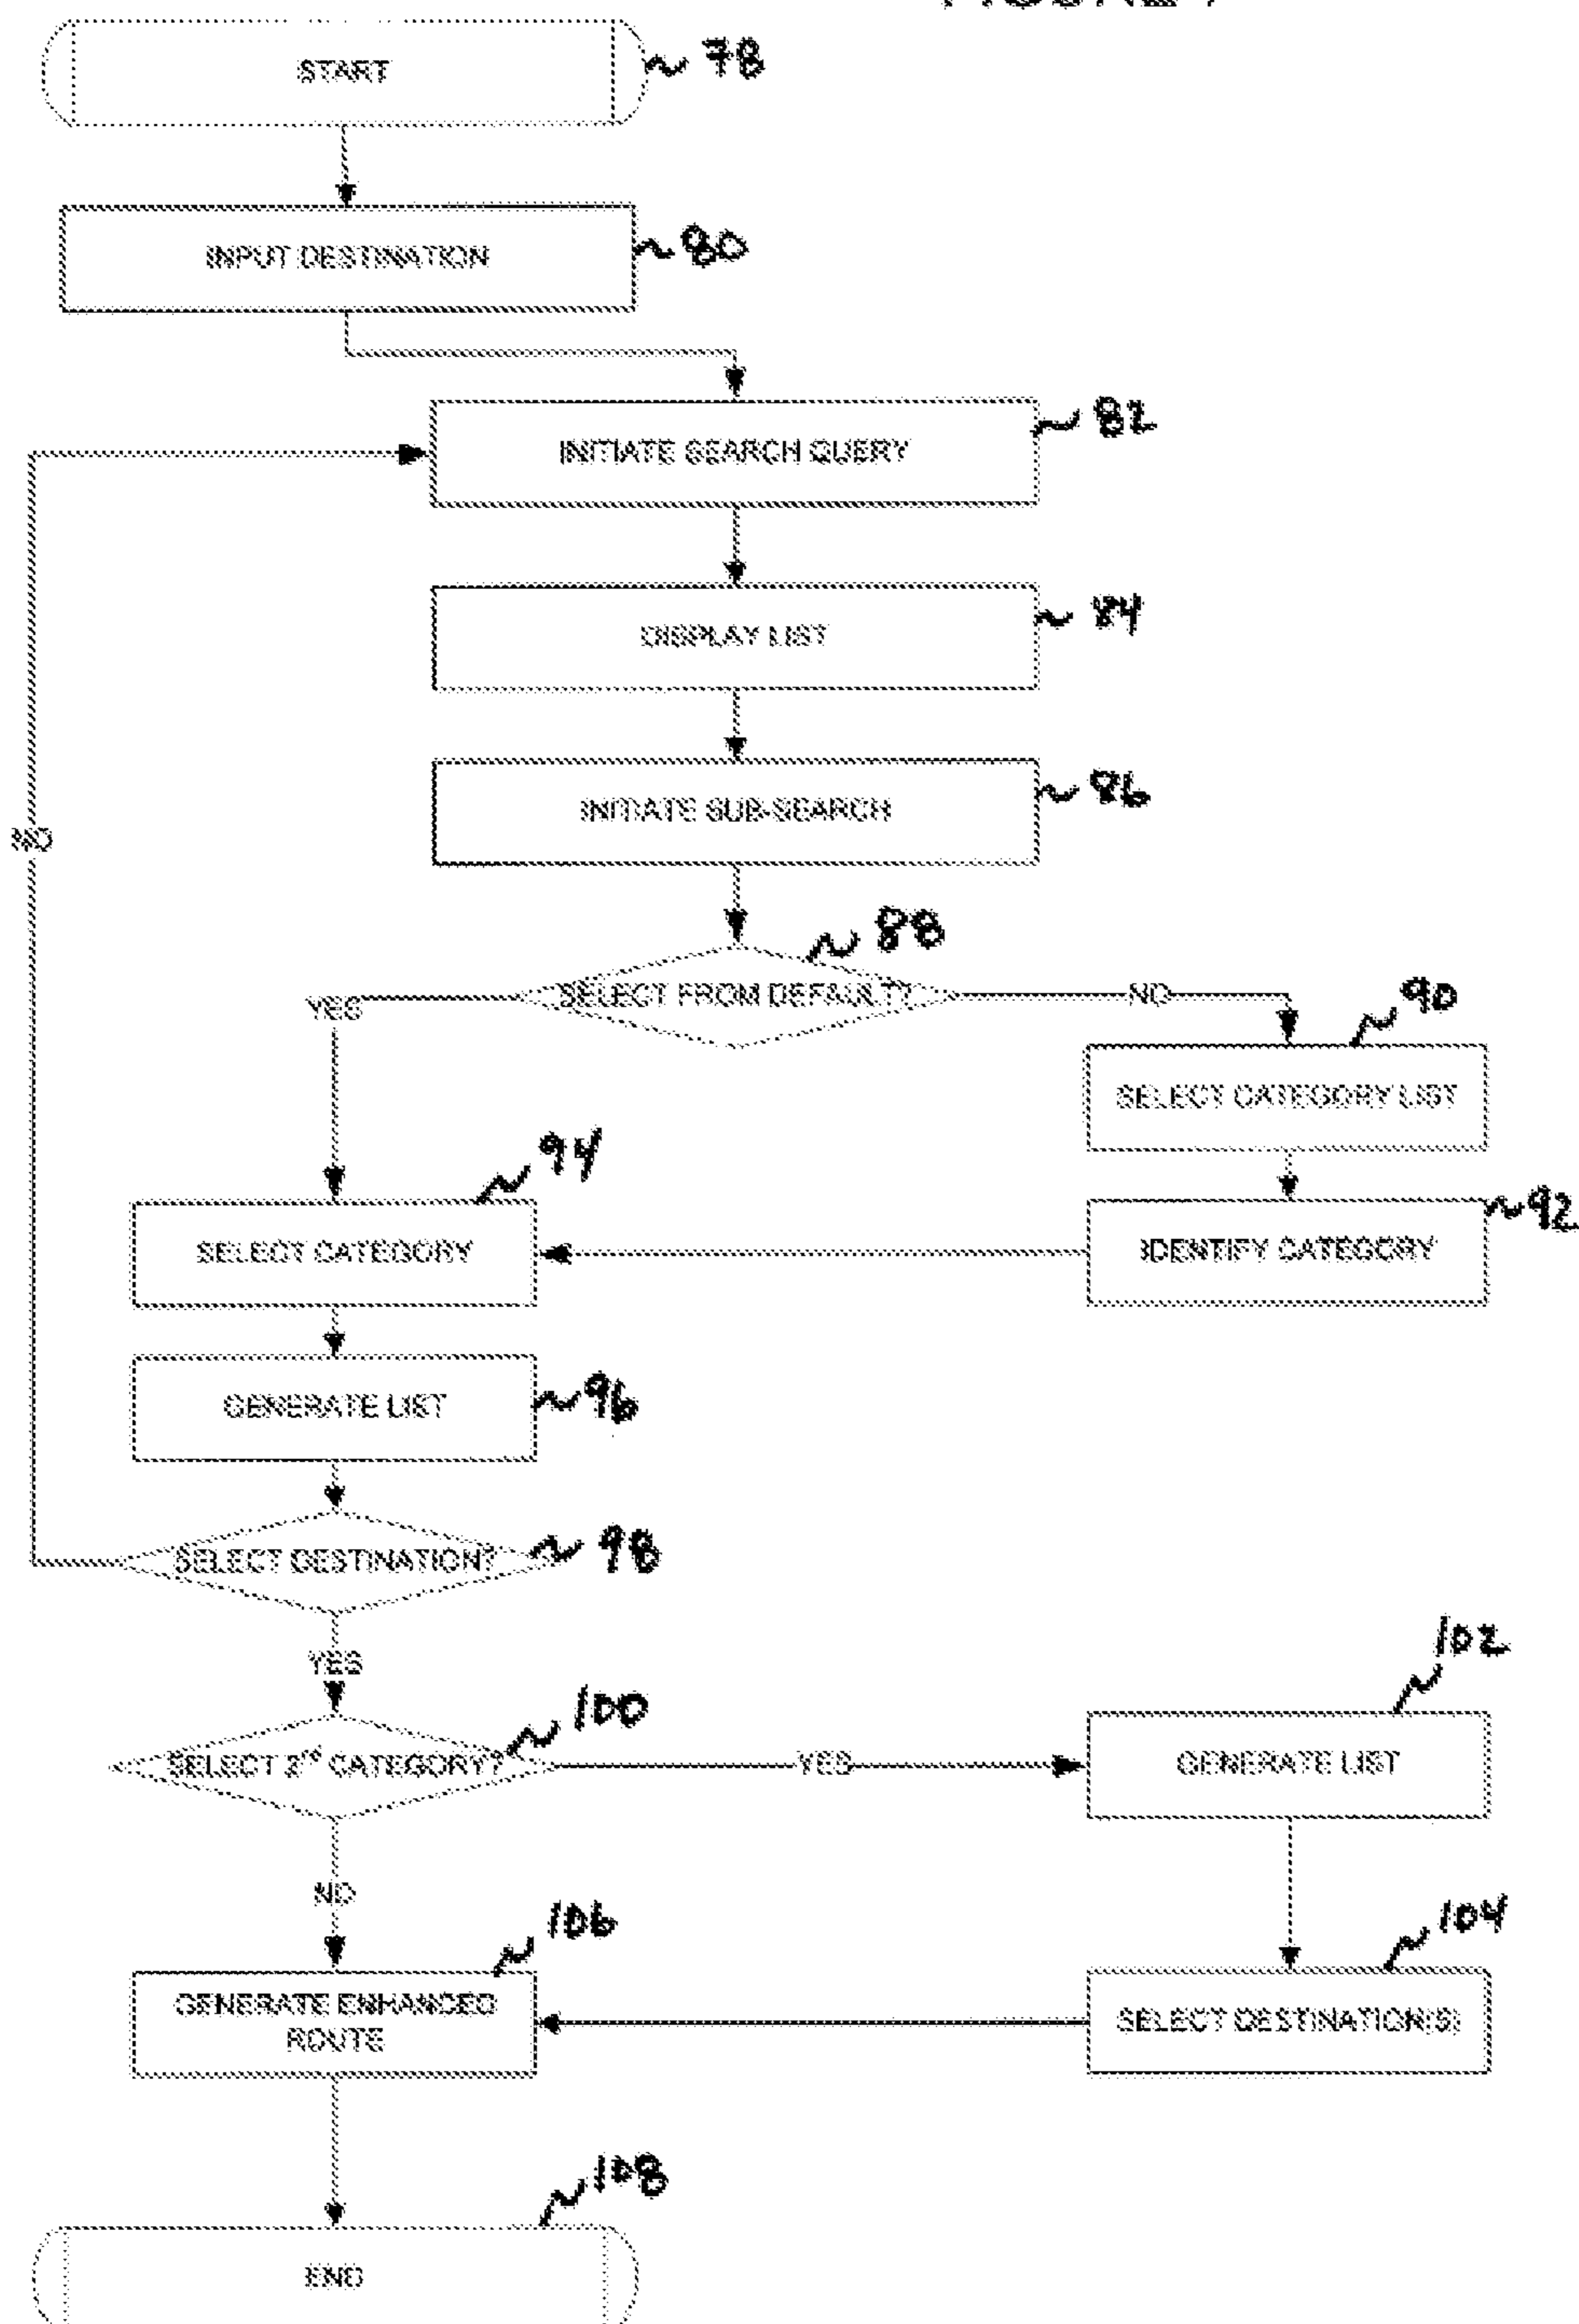 START
~ 78
INPUT DESTINATION
~80
INITIATE SEARCH QUERY
~ 82
DISPLAY LIST
~ 84
INITIATE SUB-SEARCH
~ 86
NO
~ 88
YES
SELECT FROM DEFAULT?
NO
~ 90
SELECT CATEGORY LIST
~ 94
SELECT CATEGORY
IDENTIFY CATEGORY
~92
GENERATE LIST
~96
SELECT DESTINATION?
~ 98
YES
~ 100
SELECT 2nd CATEGORY?
YES
~ 102
GENERATE LIST
NO
~ 106
GENERATE ENHANCED
ROUTE
~ 104
SELECT DESTINATION(S)
~ 108
END